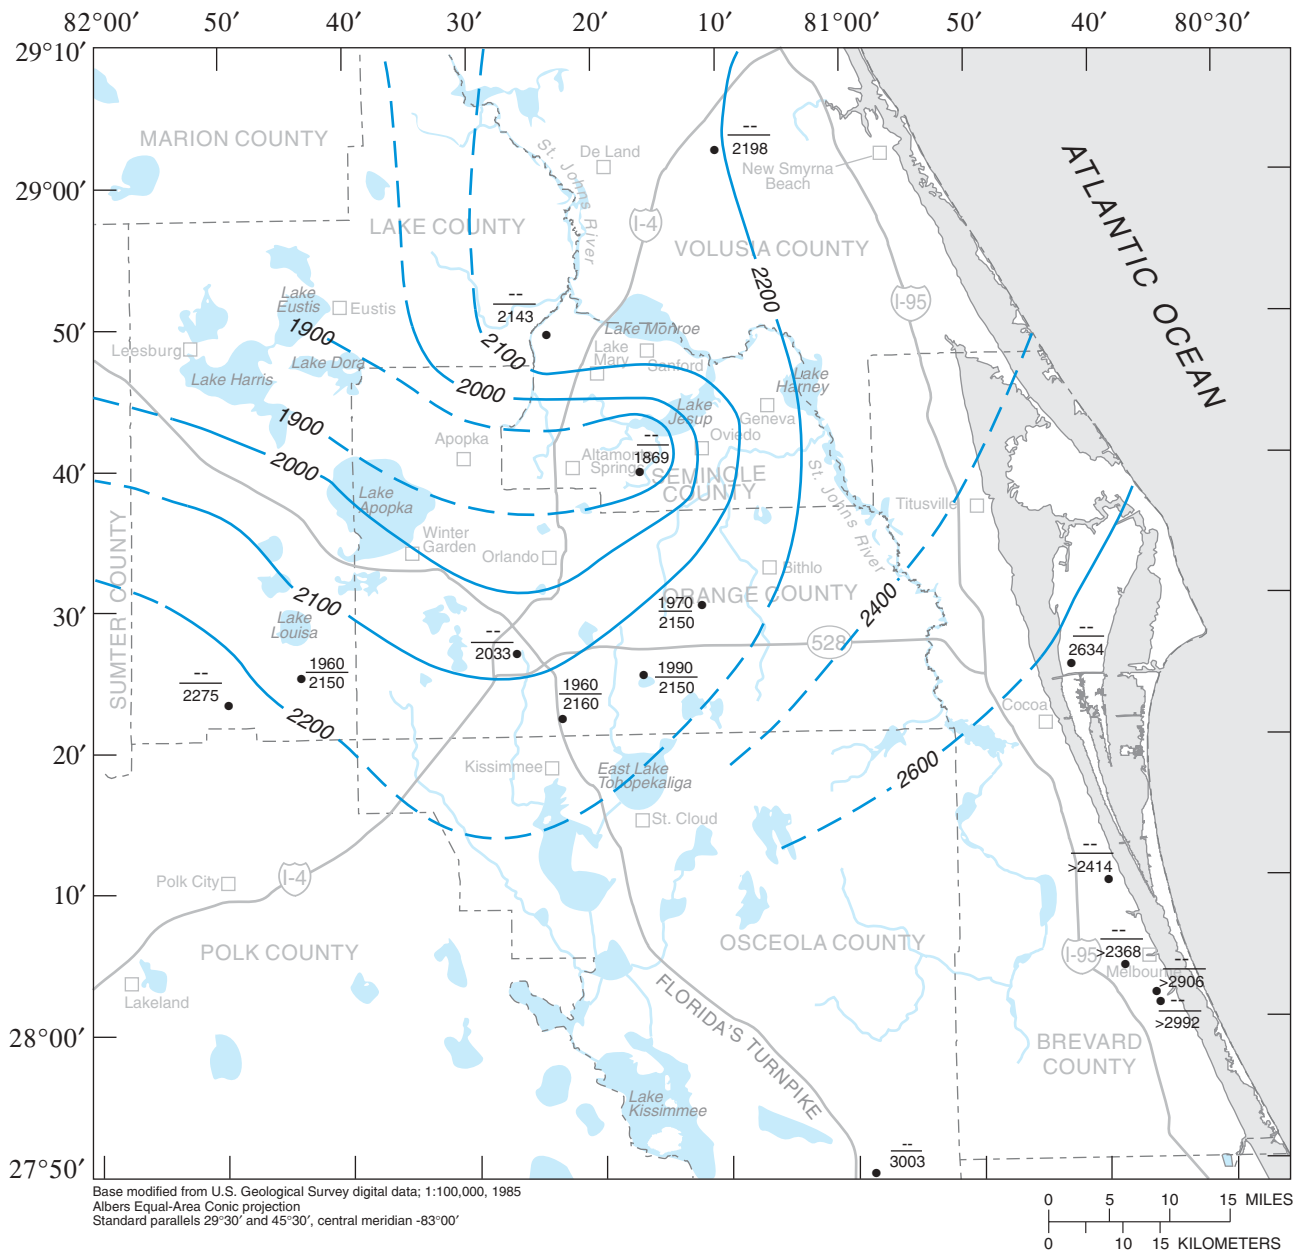 82°00′ 50′ 40′ 30′ 20′ 10′ 81°00′ 50′ 40′ 80°30′
29°10′
29°00′
50′
40′
30′
20′
10′
28°00′
27°50′
MARION COUNTY
De Land
St. Johns River
--
2198
New Smyrna
Beach
ATLANTIC OCEAN
LAKE COUNTY
I-4
VOLUSIA COUNTY
2200
I-95
Lake
Eustis
Eustis
1900
--
2143
2100
Lake Monroe
Leesburg
Lake Harris
Lake Dora
2000
Lake
Mary
Sanford
Lake
Harney
Lake
Jesup
Geneva
1900
Apopka
--
1869
Oviedo
Altamonte
Springs
SEMINOLE
COUNTY
2000
Lake
Apopka
St. Johns River
Titusville
Winter
Garden
Orlando
Bithlo
SUMTER COUNTY
2100
Lake
Louisa
1970
2150
ORANGE COUNTY
2400
528
--
2634
--
2033
1960
2150
--
2275
1990
2150
1960
2160
2200
Cocoa
Kissimmee
East Lake
Tohopekaliga
2600
St. Cloud
--
>2414
Polk City
I-4
POLK COUNTY
OSCEOLA COUNTY
I-95
--
>2368
Melbourne
--
>2906
--
>2992
Lakeland
FLORIDA'S TURNPIKE
BREVARD
COUNTY
Lake
Kissimmee
--
3003
Base modified from U.S. Geological Survey digital data; 1:100,000, 1985
Albers Equal-Area Conic projection
Standard parallels 29°30′ and 45°30′, central meridian -83°00′
0 5 10 15 MILES
0 10 15 KILOMETERS